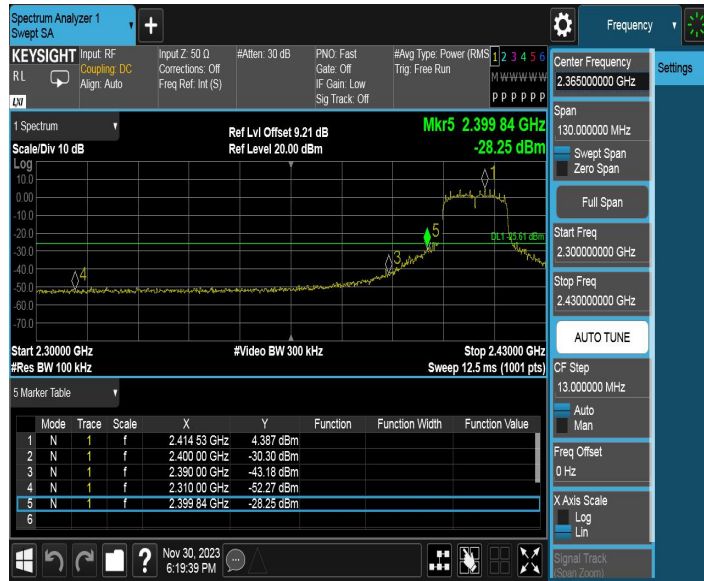 Spectrum Analyzer 1
Swept SA
+
Frequency
KEYSIGHT
RL
LXI
Input: RF
Coupling: DC
Align: Auto
Input Z: 50 Ω
Corrections: Off
Freq Ref: Int (S)
#Atten: 30 dB
PNO: Fast
Gate: Off
IF Gain: Low
Sig Track: Off
#Avg Type: Power (RMS
Trig: Free Run
1 2 3 4 5 6
M W W W W W
P P P P P P
1 Spectrum
Scale/Div 10 dB
Ref Lvl Offset 9.21 dB
Ref Level 20.00 dBm
Mkr5 2.399 84 GHz
-28.25 dBm
Log
10.0
0.00
-10.0
-20.0
-30.0
-40.0
-50.0
-60.0
-70.0
1
5
DL1 -25.61 dBm
3
4
Start 2.30000 GHz
#Video BW 300 kHz
Stop 2.43000 GHz
#Res BW 100 kHz
Sweep 12.5 ms (1001 pts)
5 Marker Table
Mode Trace Scale X Y Function Function Width Function Value
1 N 1 f 2.414 53 GHz 4.387 dBm
2 N 1 f 2.400 00 GHz -30.30 dBm
3 N 1 f 2.390 00 GHz -43.18 dBm
4 N 1 f 2.310 00 GHz -52.27 dBm
5 N 1 f 2.399 84 GHz -28.25 dBm
6
?
Nov 30, 2023
6:19:39 PM
Center Frequency
2.365000000 GHz
Span
130.000000 MHz
Swept Span
Zero Span
Full Span
Start Freq
2.300000000 GHz
Stop Freq
2.430000000 GHz
AUTO TUNE
CF Step
13.000000 MHz
Auto
Man
Freq Offset
0 Hz
X Axis Scale
Log
Lin
Signal Track
(Span Zoom)
Settings